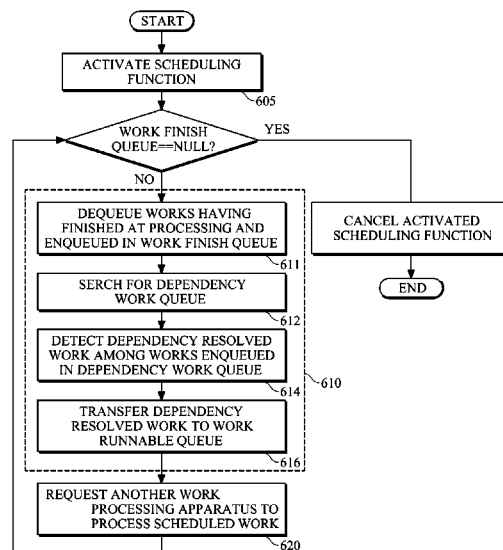 START
ACTIVATE SCHEDULING
FUNCTION
605
WORK FINISH
QUEUE==NULL?
YES
NO
DEQUEUE WORKS HAVING
FINISHED AT PROCESSING AND
ENQUEUED IN WORK FINISH QUEUE
611
SERCH FOR DEPENDENCY
WORK QUEUE
612
DETECT DEPENDENCY RESOLVED
WORK AMONG WORKS ENQUEUED
IN DEPENDENCY WORK QUEUE
614
TRANSFER DEPENDENCY
RESOLVED WORK TO WORK
RUNNABLE QUEUE
616
610
REQUEST ANOTHER WORK
PROCESSING APPARATUS TO
PROCESS SCHEDULED WORK
620
CANCEL ACTIVATED
SCHEDULING FUNCTION
END